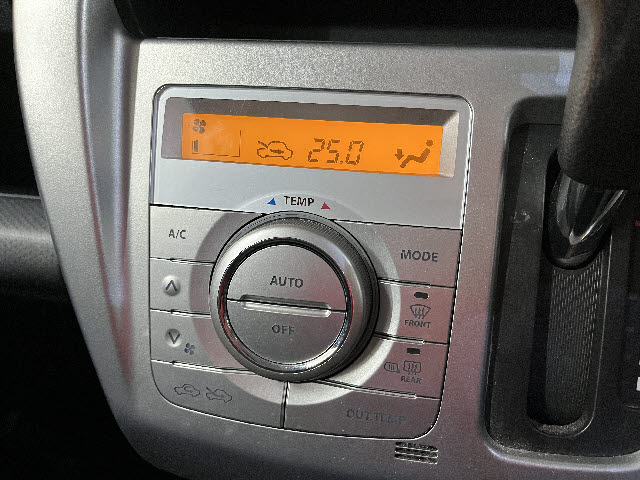 25.0
TEMP
A/C
MODE
AUTO
OFF
FRONT
REAR
OUT TEMP